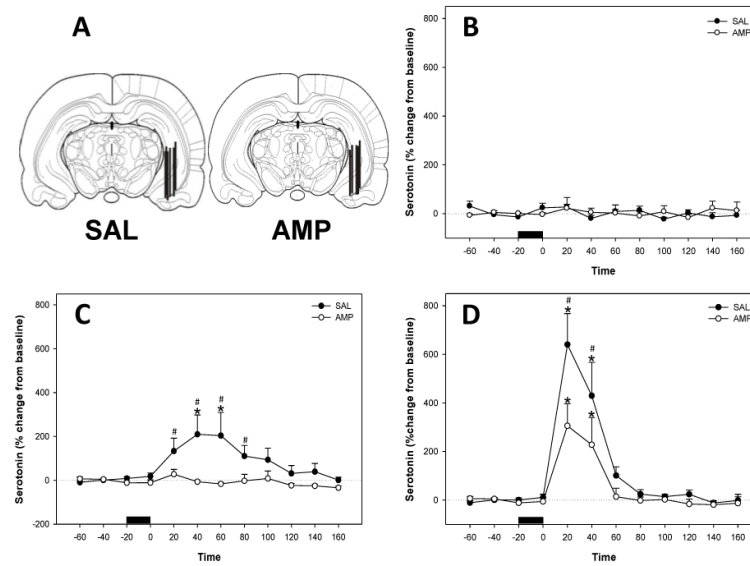 A
SAL
AMP
B
SAL
AMP
Serotonin (% change from baseline)
800
600
400
200
0
-60 -40 -20 0 20 40 60 80 100 120 140 160
Time
C
SAL
AMP
Serotonin (% change from baseline)
800
600
400
200
0
-200
# # # #
* *
-60 -40 -20 0 20 40 60 80 100 120 140 160
Time
D
SAL
AMP
Serotonin (%change from baseline)
800
600
400
200
0
# #
* * * *
-60 -40 -20 0 20 40 60 80 100 120 140 160
Time